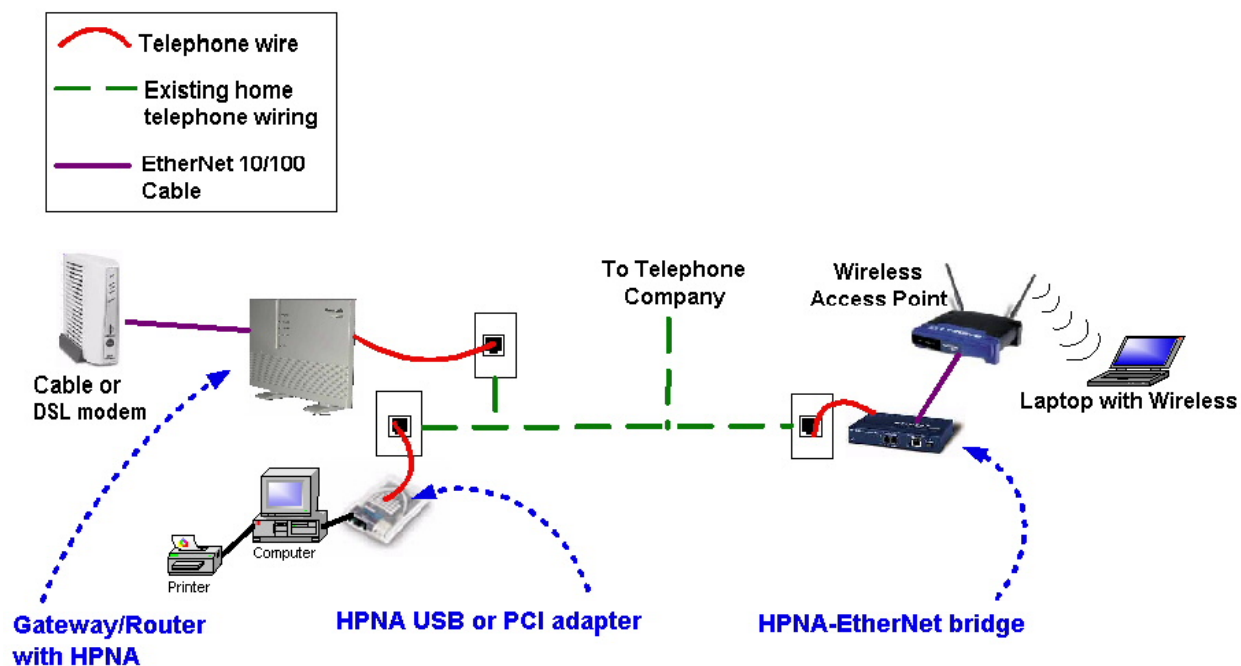 Telephone wire
Existing home
telephone wiring
EtherNet 10/100
Cable
To Telephone
Company
Wireless
Access Point
Cable or
DSL modem
Laptop with Wireless
Computer
Printer
Gateway/Router
with HPNA
HPNA USB or PCI adapter
HPNA-EtherNet bridge